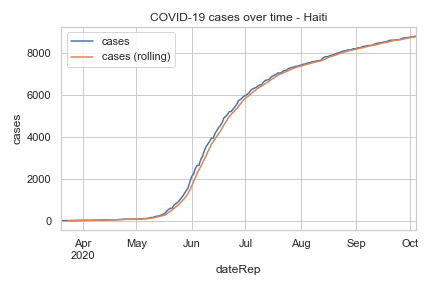 COVID-19 cases over time - Haiti
cases
cases (rolling)
cases
8000
6000
4000
2000
0
Apr
2020
May
Jun
Jul
Aug
Sep
Oct
dateRep